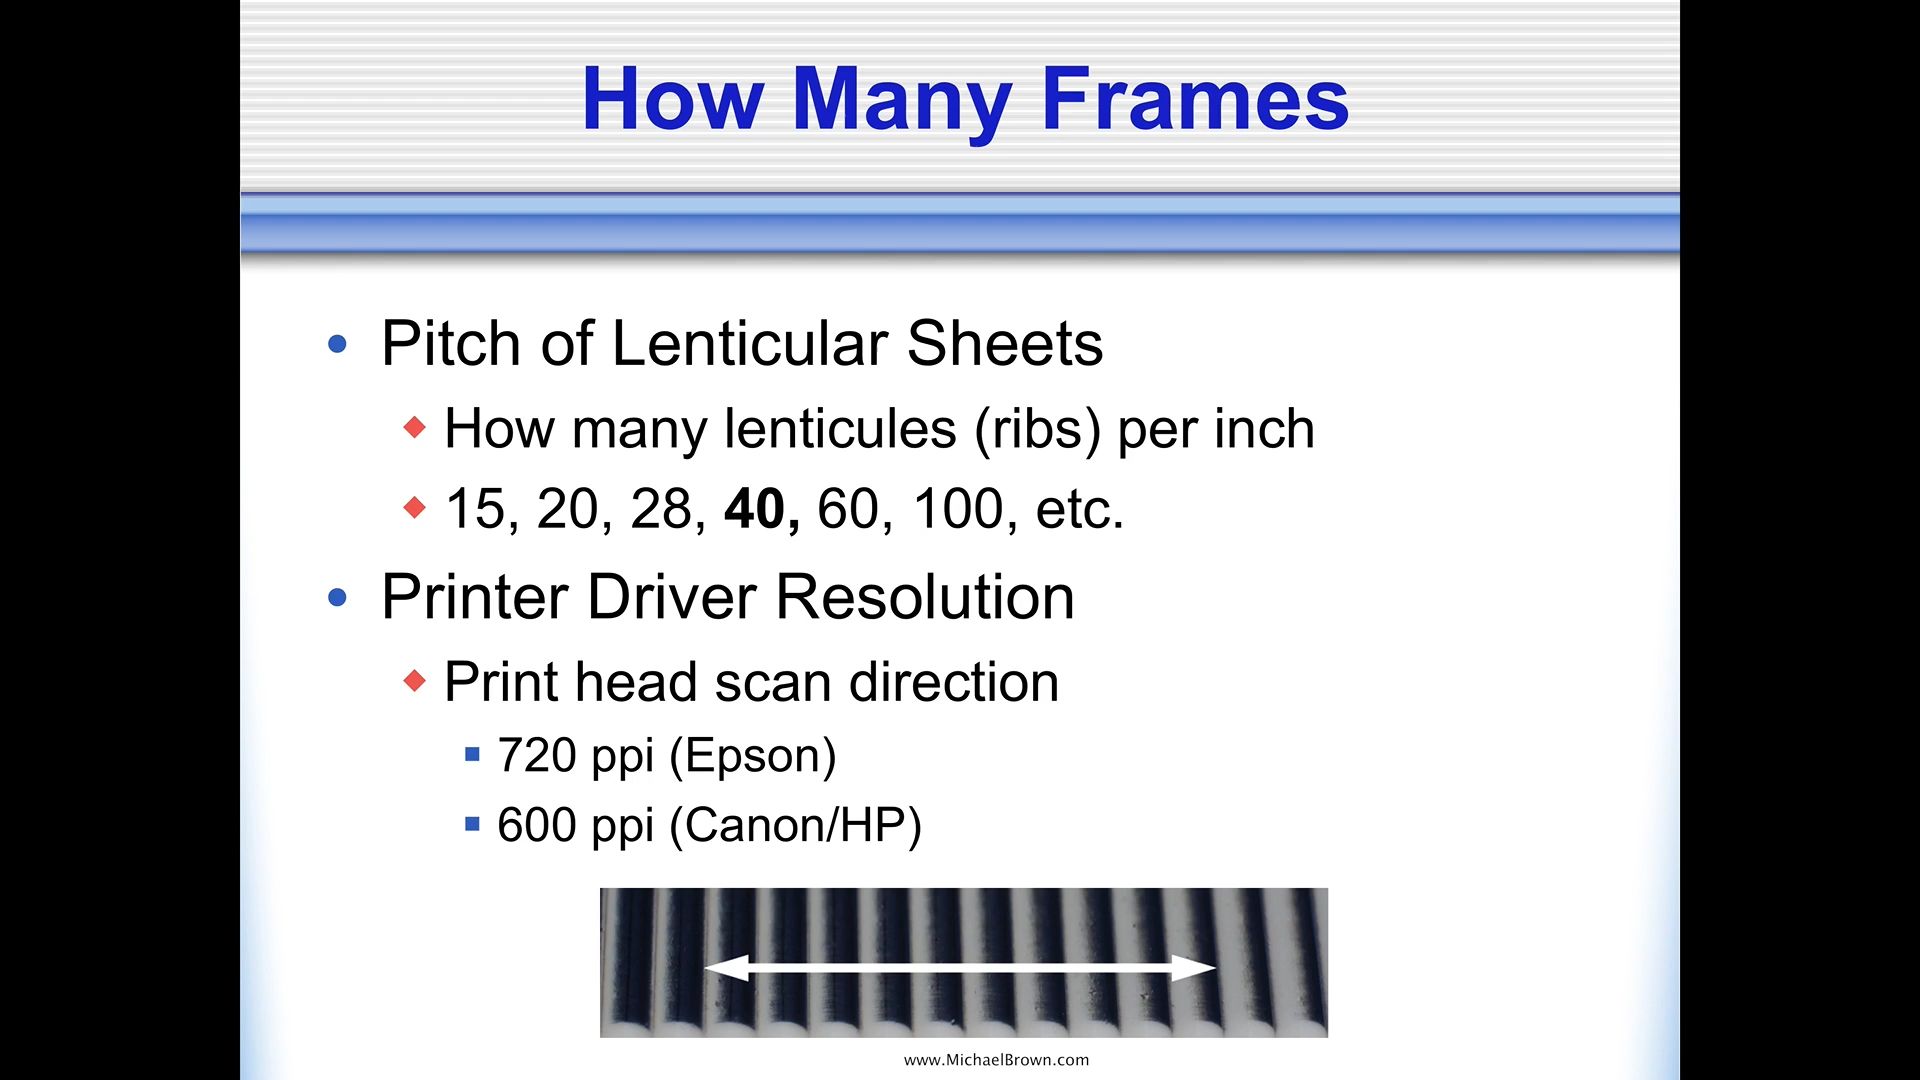 How Many Frames
Pitch of Lenticular Sheets
How many lenticules (ribs) per inch
15, 20, 28, 40, 60, 100, etc.
Printer Driver Resolution
Print head scan direction
720 ppi (Epson)
600 ppi (Canon/HP)
www.MichaelBrown.com